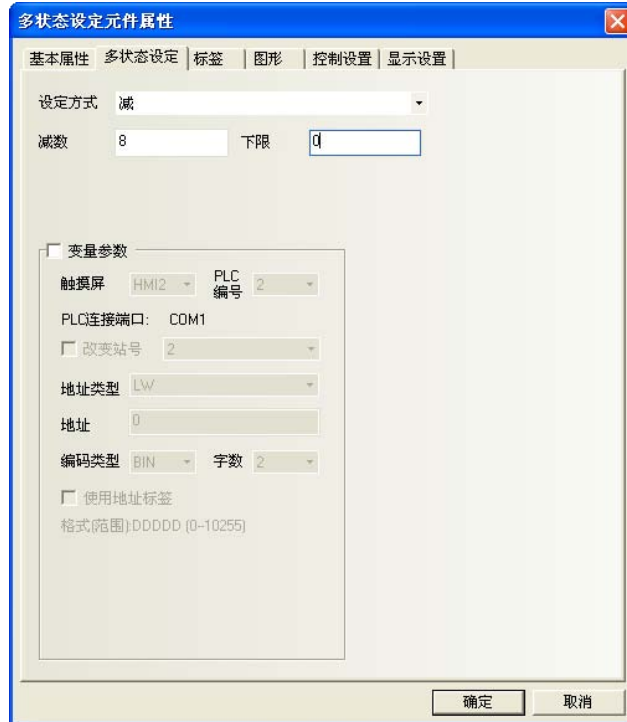 多状态设定元件属性
基本属性 多状态设定 标签 图形 控制设置 显示设置
设定方式 减
减数 8 下限 0
变量参数
触摸屏 HMI2 PLC编号 2
PLC连接端口: COM1
改变站号 2
地址类型 LW
地址 0
编码类型 BIN 字数 2
使用地址标签
格式(范围):DDDDD (0~10255)
确定 取消